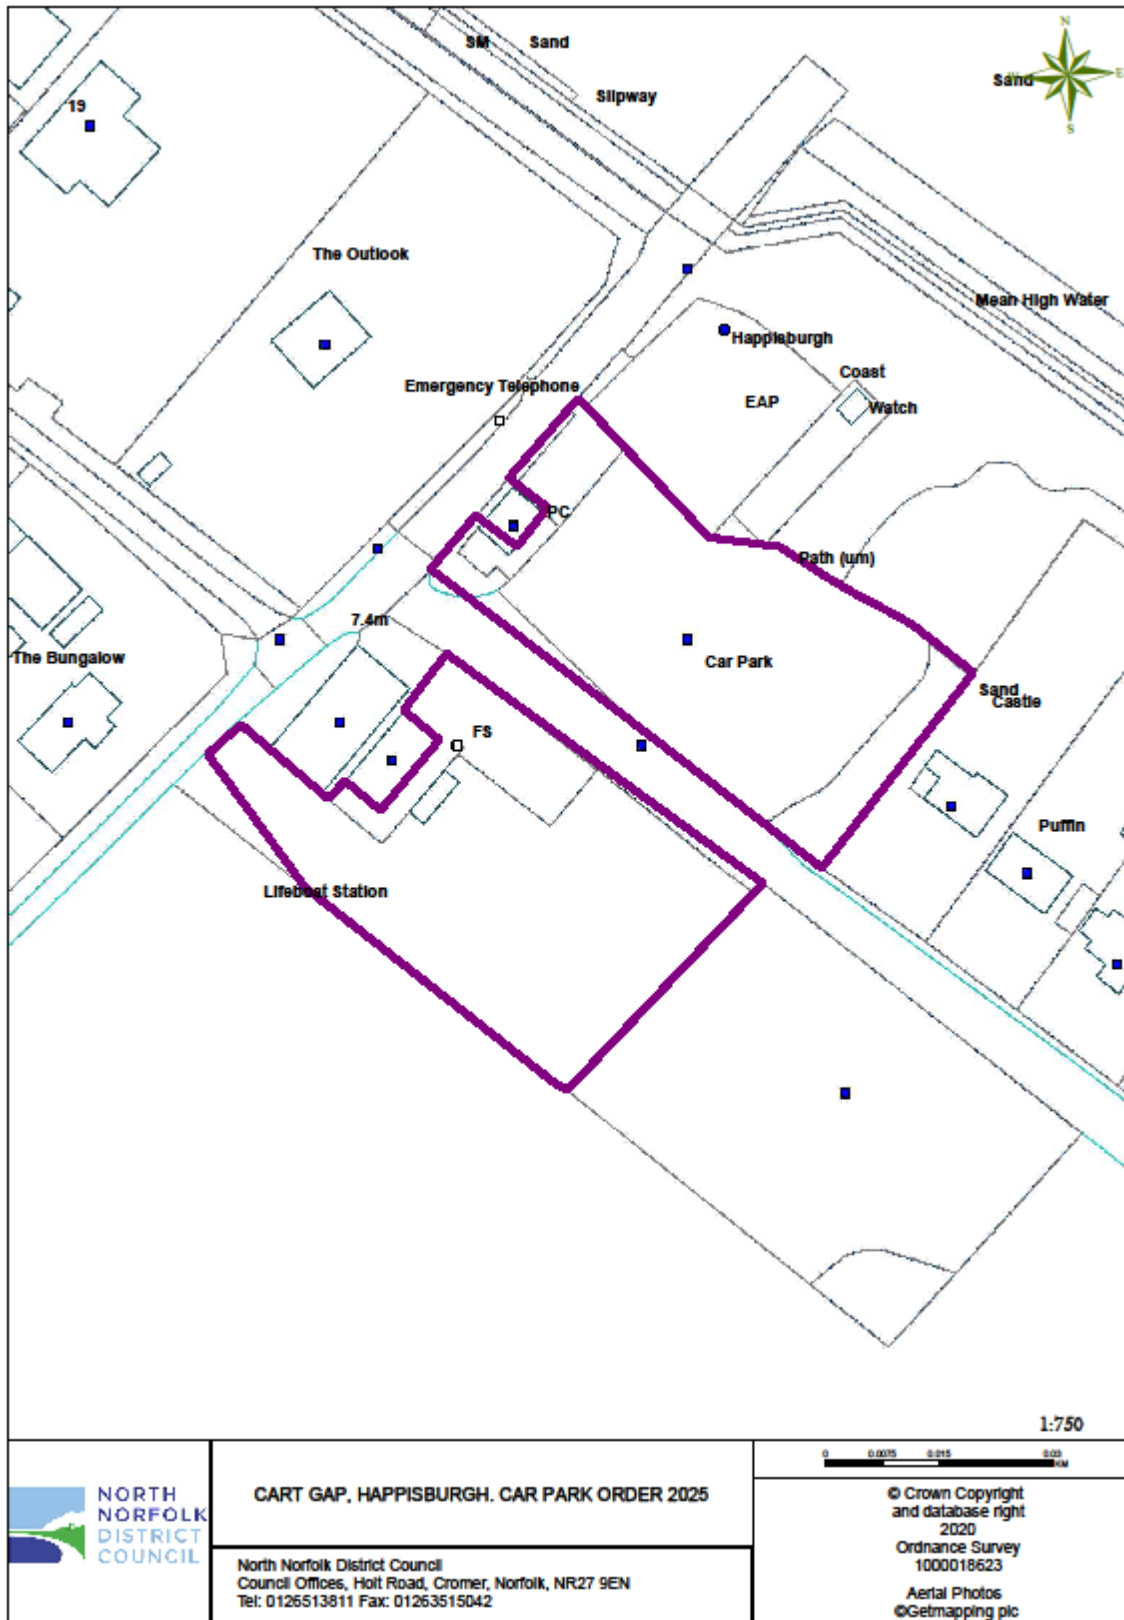 N
SM
Sand
Slipway
Sand
E
S
19
The Outlook
Mean High Water
Happisburgh
Coast
Emergency Telephone
EAP
Watch
PC
Path (um)
7.4m
The Bungalow
Car Park
Sand
Castle
FS
Puffin
Lifeboat Station
1:750
0 0.0075 0.015 0.03
KM
NORTH
NORFOLK
DISTRICT
COUNCIL
CART GAP, HAPPISBURGH. CAR PARK ORDER 2025
North Norfolk District Council
Council Offices, Holt Road, Cromer, Norfolk, NR27 9EN
Tel: 0126513811 Fax: 01263515042
© Crown Copyright
and database right
2020
Ordnance Survey
1000018623
Aerial Photos
©Getmapping plc